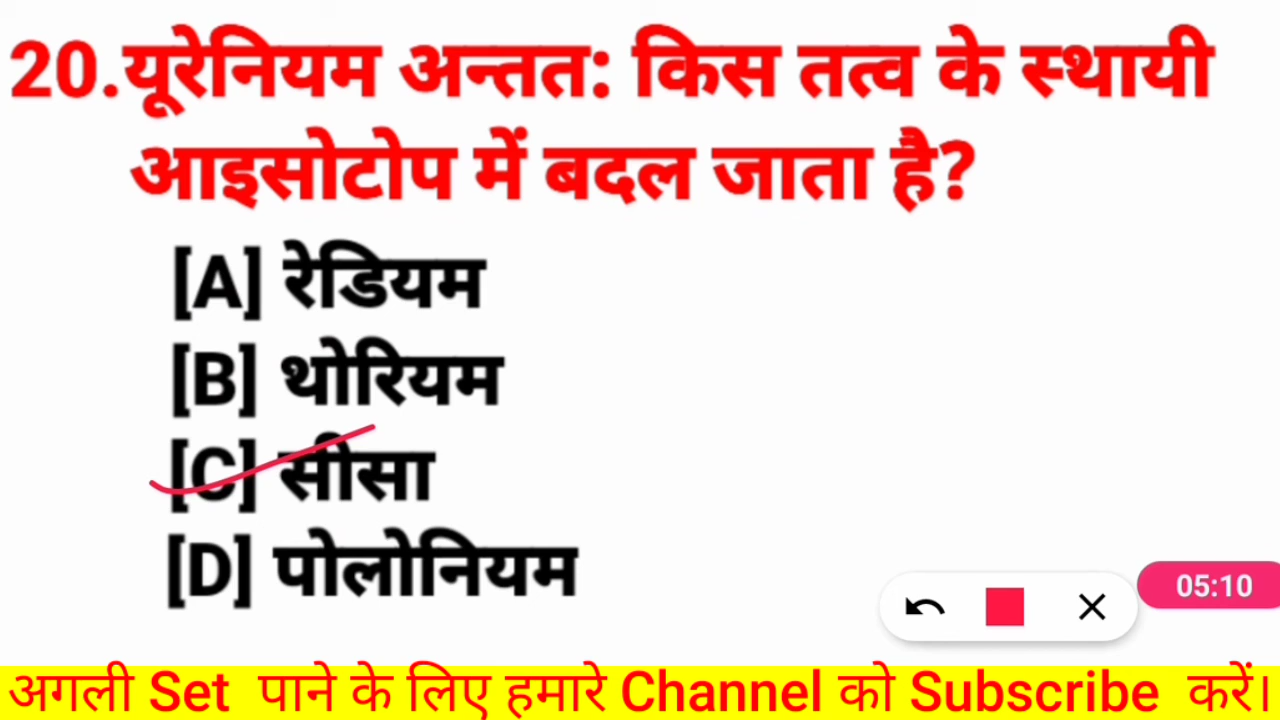 20.यूरेनियम अन्तत: किस तत्व के स्थायी
आइसोटोप में बदल जाता है?
[A] रेडियम
[B] थोरियम
[C] सीसा
[D] पोलोनियम
05:10
अगली Set पाने के लिए हमारे Channel को Subscribe करें।